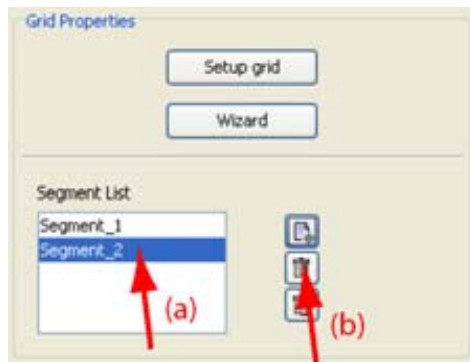 Grid Properties
Setup grid
Wizard
Segment List
Segment_1
Segment_2
(a)
(b)